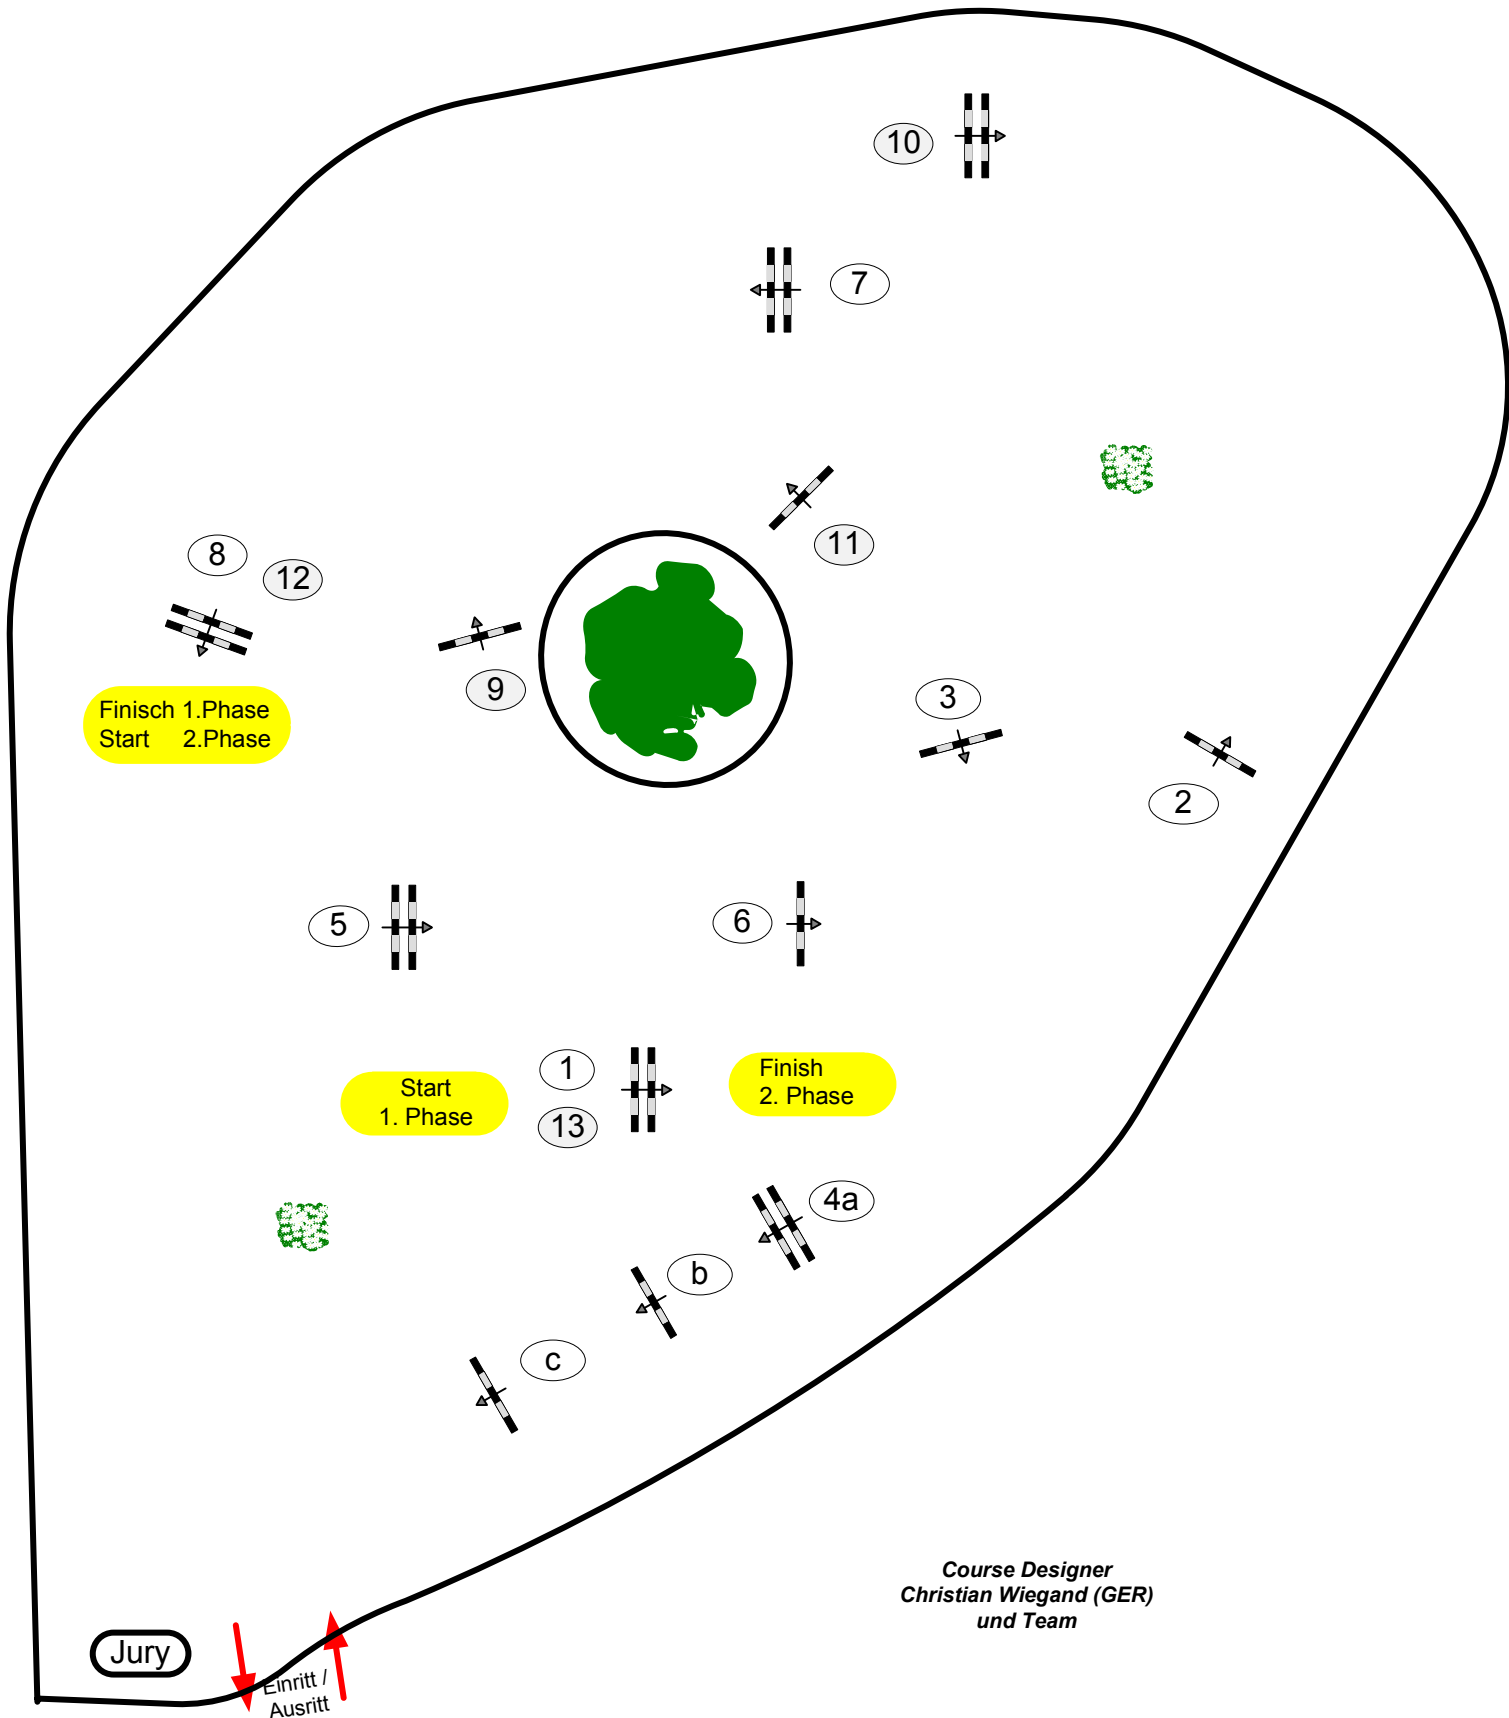 10
7
11
8
12
9
3
2
Finisch 1.Phase
Start 2.Phase
5
6
1
13
Start
1. Phase
Finish
2. Phase
4a
b
c
Course Designer
Christian Wiegand (GER)
und Team
Jury
Einritt /
Ausritt